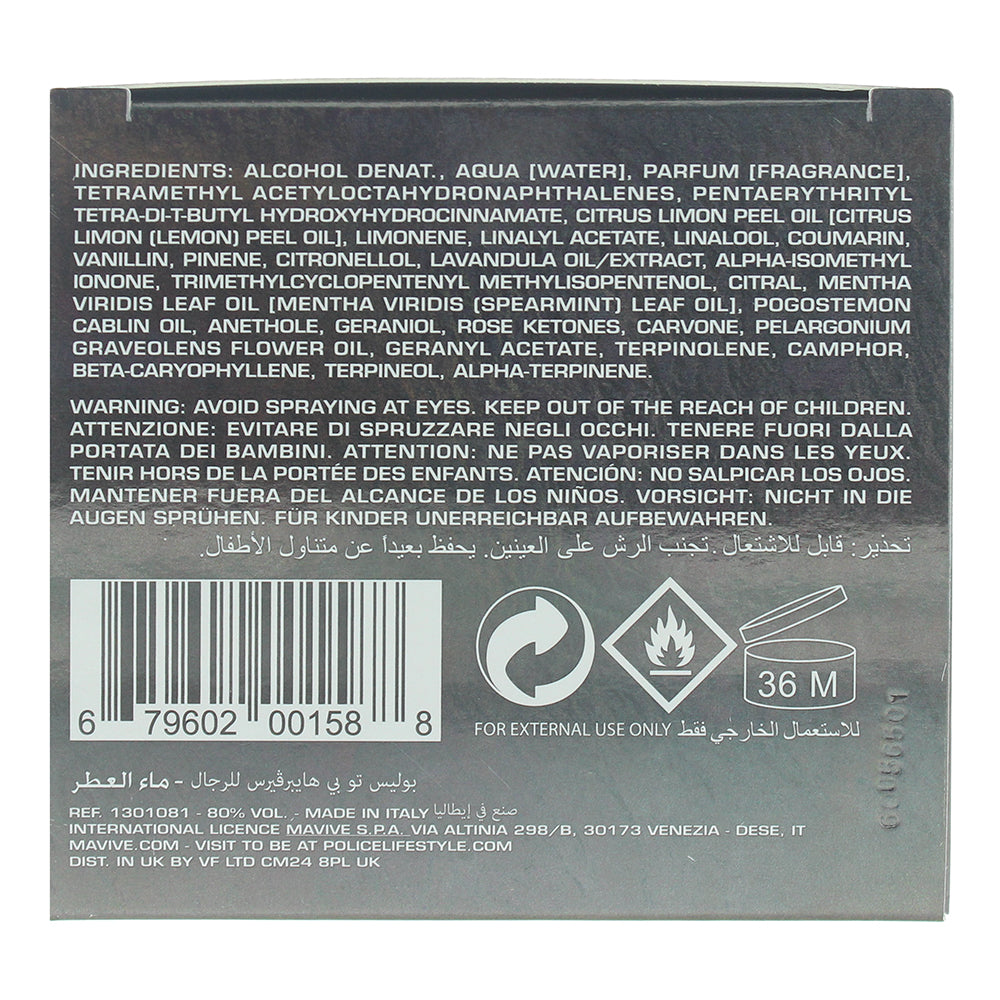 INGREDIENTS: ALCOHOL DENAT., AQUA [WATER], PARFUM [FRAGRANCE],
TETRAMETHYL ACETYLOCTAHYDRONAPHTHALENES, PENTAERYTHRITYL
TETRA-DI-T-BUTYL HYDROXYHYDROCINNAMATE, CITRUS LIMON PEEL OIL [CITRUS
LIMON (LEMON) PEEL OIL], LIMONENE, LINALYL ACETATE, LINALOOL, COUMARIN,
VANILLIN, PINENE, CITRONELLOL, LAVANDULA OIL/EXTRACT, ALPHA-ISOMETHYL
IONONE, TRIMETHYLCYCLOPENTENYL METHYLISOPENTENOL, CITRAL, MENTHA
VIRIDIS LEAF OIL [MENTHA VIRIDIS (SPEARMINT) LEAF OIL], POGOSTEMON
CABLIN OIL, ANETHOLE, GERANIOL, ROSE KETONES, CARVONE, PELARGONIUM
GRAVEOLENS FLOWER OIL, GERANYL ACETATE, TERPINOLENE, CAMPHOR,
BETA-CARYOPHYLLENE, TERPINEOL, ALPHA-TERPINENE.
WARNING: AVOID SPRAYING AT EYES. KEEP OUT OF THE REACH OF CHILDREN.
ATTENZIONE: EVITARE DI SPRUZZARE NEGLI OCCHI. TENERE FUORI DALLA
PORTATA DEI BAMBINI. ATTENTION: NE PAS VAPORISER DANS LES YEUX.
TENIR HORS DE LA PORTÉE DES ENFANTS. ATENCIÓN: NO SALPICAR LOS OJOS.
MANTENER FUERA DEL ALCANCE DE LOS NIÑOS. VORSICHT: NICHT IN DIE
AUGEN SPRÜHEN. FÜR KINDER UNERREICHBAR AUFBEWAHREN.
تحذير: قابل للاشتعال .تجنب الرش على العينين. يحفظ بعيداً عن متناول الأطفال.
36 M
6 79602 00158 8
FOR EXTERNAL USE ONLY للاستعمال الخارجي فقط
بوليس تو بي هايبرڤيرس للرجال - ماء العطر
REF. 1301081 - 80% VOL. - MADE IN ITALY صنع في إيطاليا
INTERNATIONAL LICENCE MAVIVE S.P.A. VIA ALTINIA 298/B, 30173 VENEZIA - DESE, IT
MAVIVE.COM - VISIT TO BE AT POLICELIFESTYLE.COM
DIST. IN UK BY VF LTD CM24 8PL UK